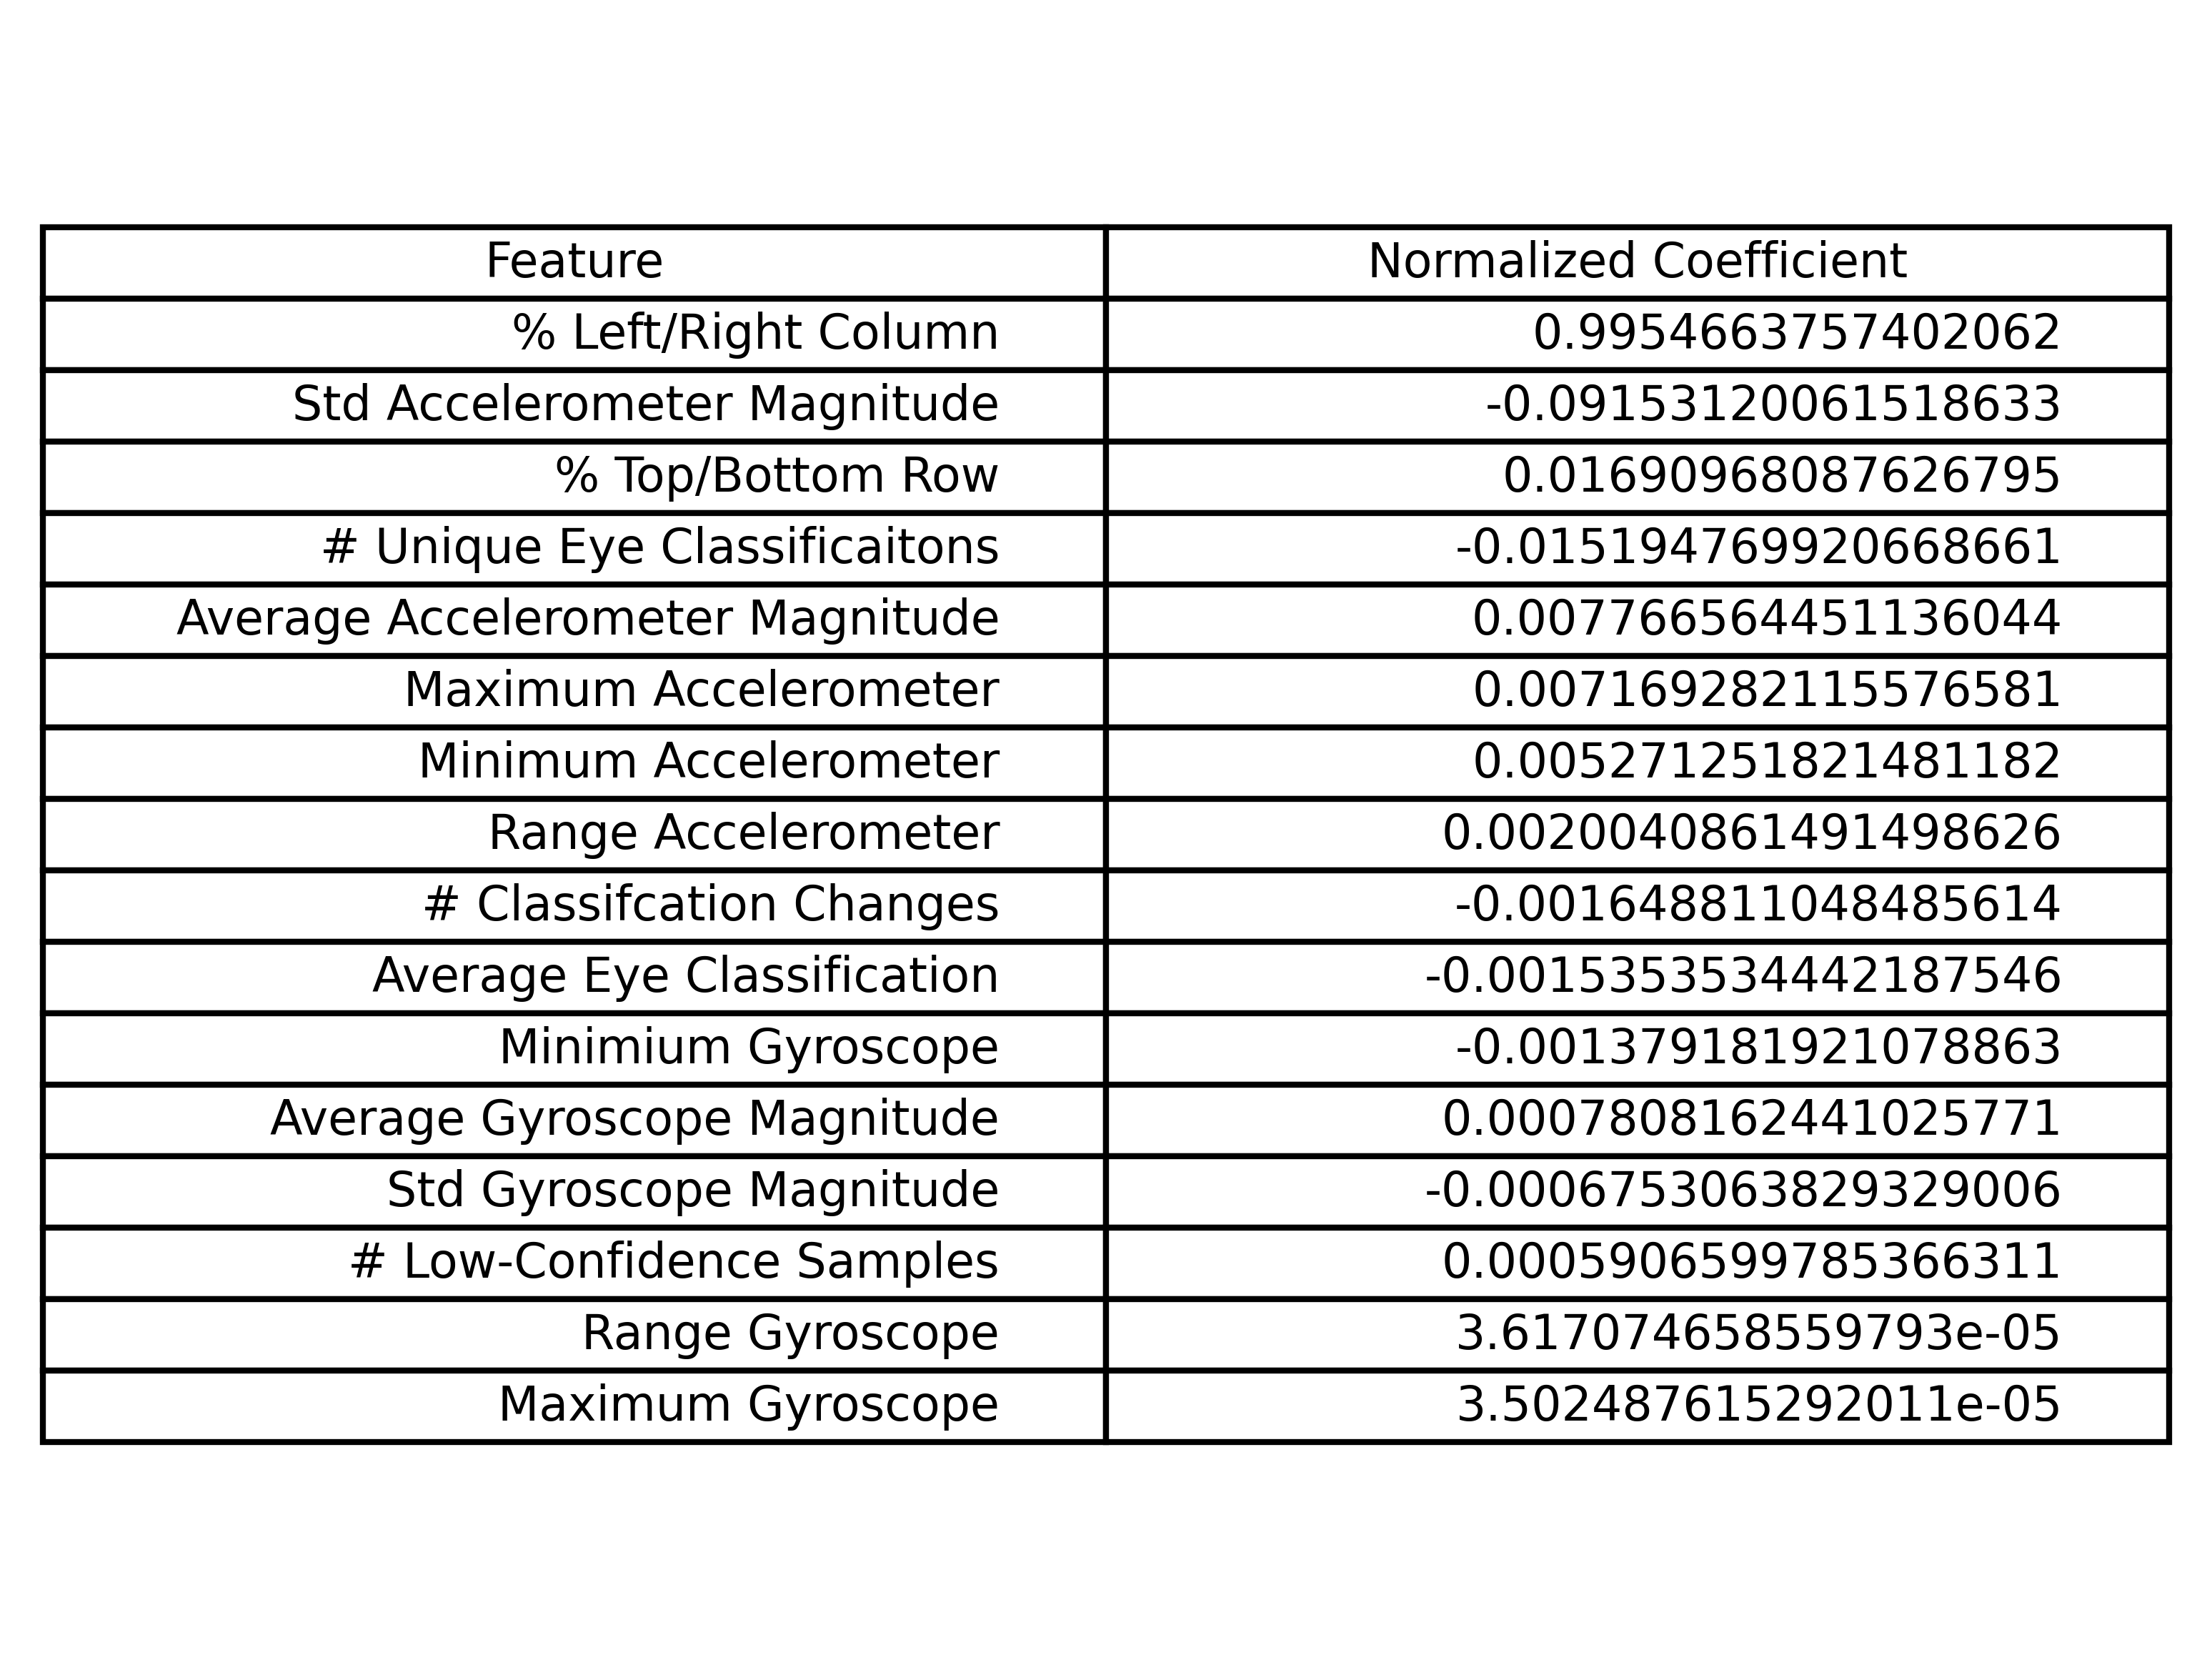 Feature Normalized Coefficient
% Left/Right Column 0.9954663757402062
Std Accelerometer Magnitude -0.09153120061518633
% Top/Bottom Row 0.01690968087626795
# Unique Eye Classificaitons -0.015194769920668661
Average Accelerometer Magnitude 0.007766564451136044
Maximum Accelerometer 0.007169282115576581
Minimum Accelerometer 0.005271251821481182
Range Accelerometer 0.0020040861491498626
# Classifcation Changes -0.001648811048485614
Average Eye Classification -0.0015353534442187546
Minimium Gyroscope -0.001379181921078863
Average Gyroscope Magnitude 0.0007808162441025771
Std Gyroscope Magnitude -0.0006753063829329006
# Low-Confidence Samples 0.0005906599785366311
Range Gyroscope 3.617074658559793e-05
Maximum Gyroscope 3.502487615292011e-05